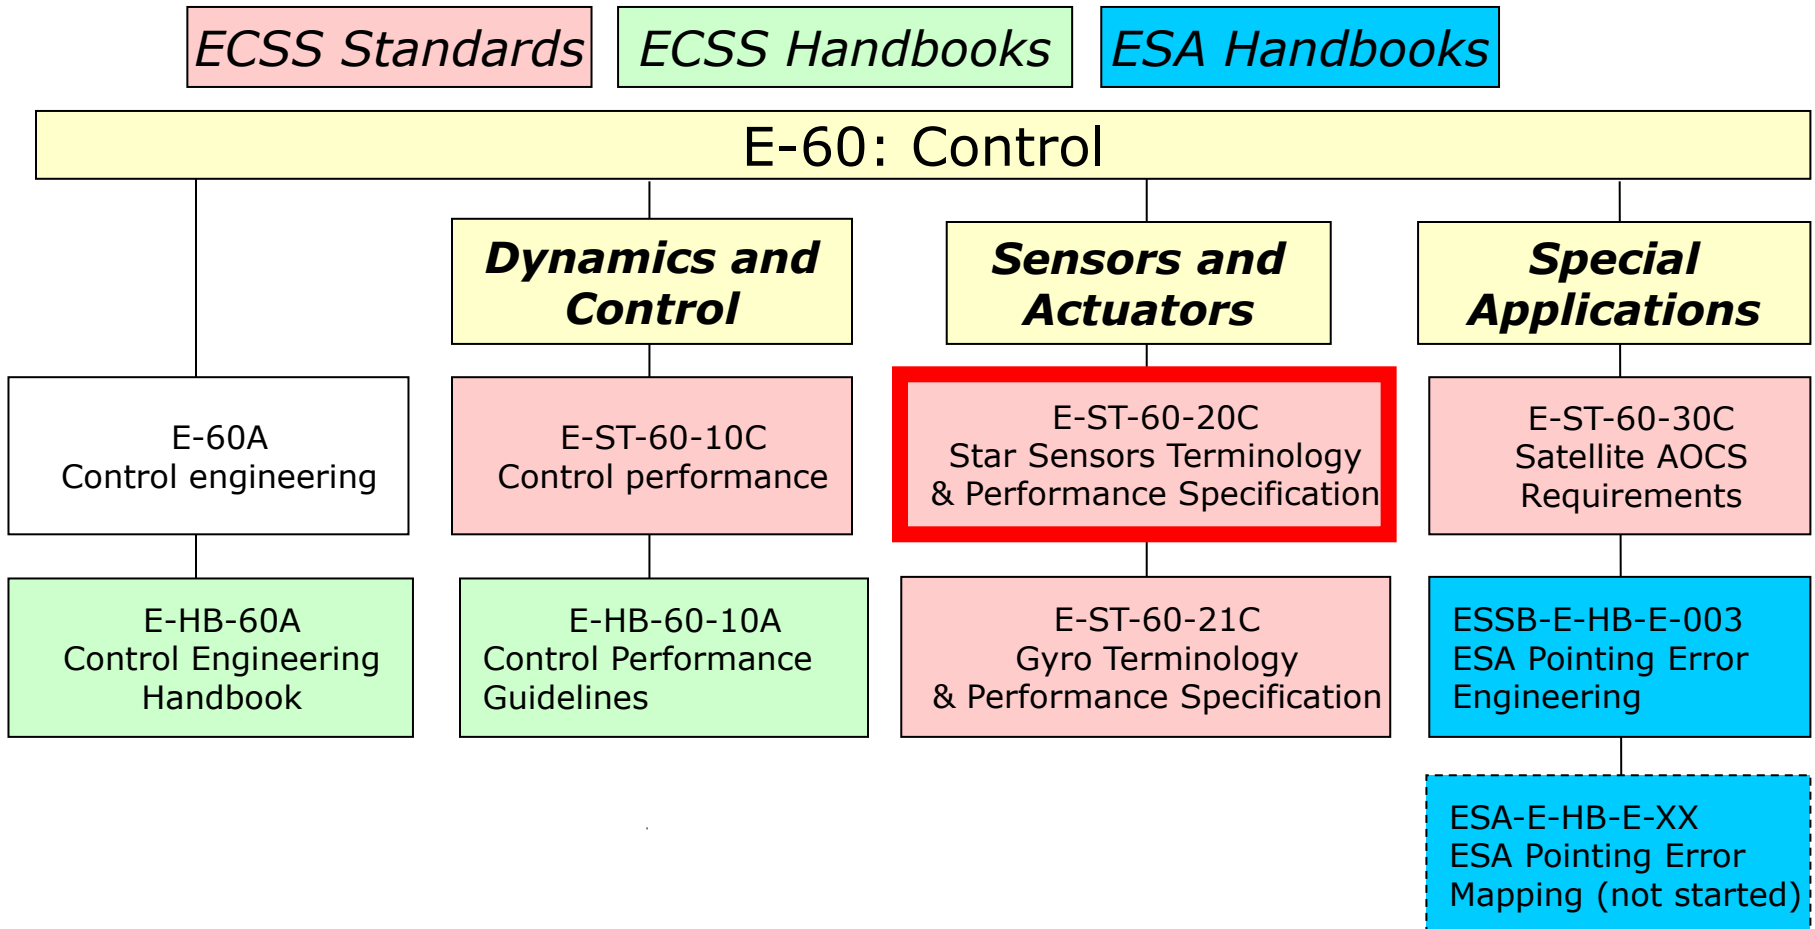 ECSS Standards
ECSS Handbooks
ESA Handbooks
E-60: Control
Dynamics and
Control
Sensors and
Actuators
Special
Applications
E-60A
Control engineering
E-ST-60-10C
Control performance
E-ST-60-20C
Star Sensors Terminology
& Performance Specification
E-ST-60-30C
Satellite AOCS
Requirements
E-HB-60A
Control Engineering
Handbook
E-HB-60-10A
Control Performance
Guidelines
E-ST-60-21C
Gyro Terminology
& Performance Specification
ESSB-E-HB-E-003
ESA Pointing Error
Engineering
ESA-E-HB-E-XX
ESA Pointing Error
Mapping (not started)